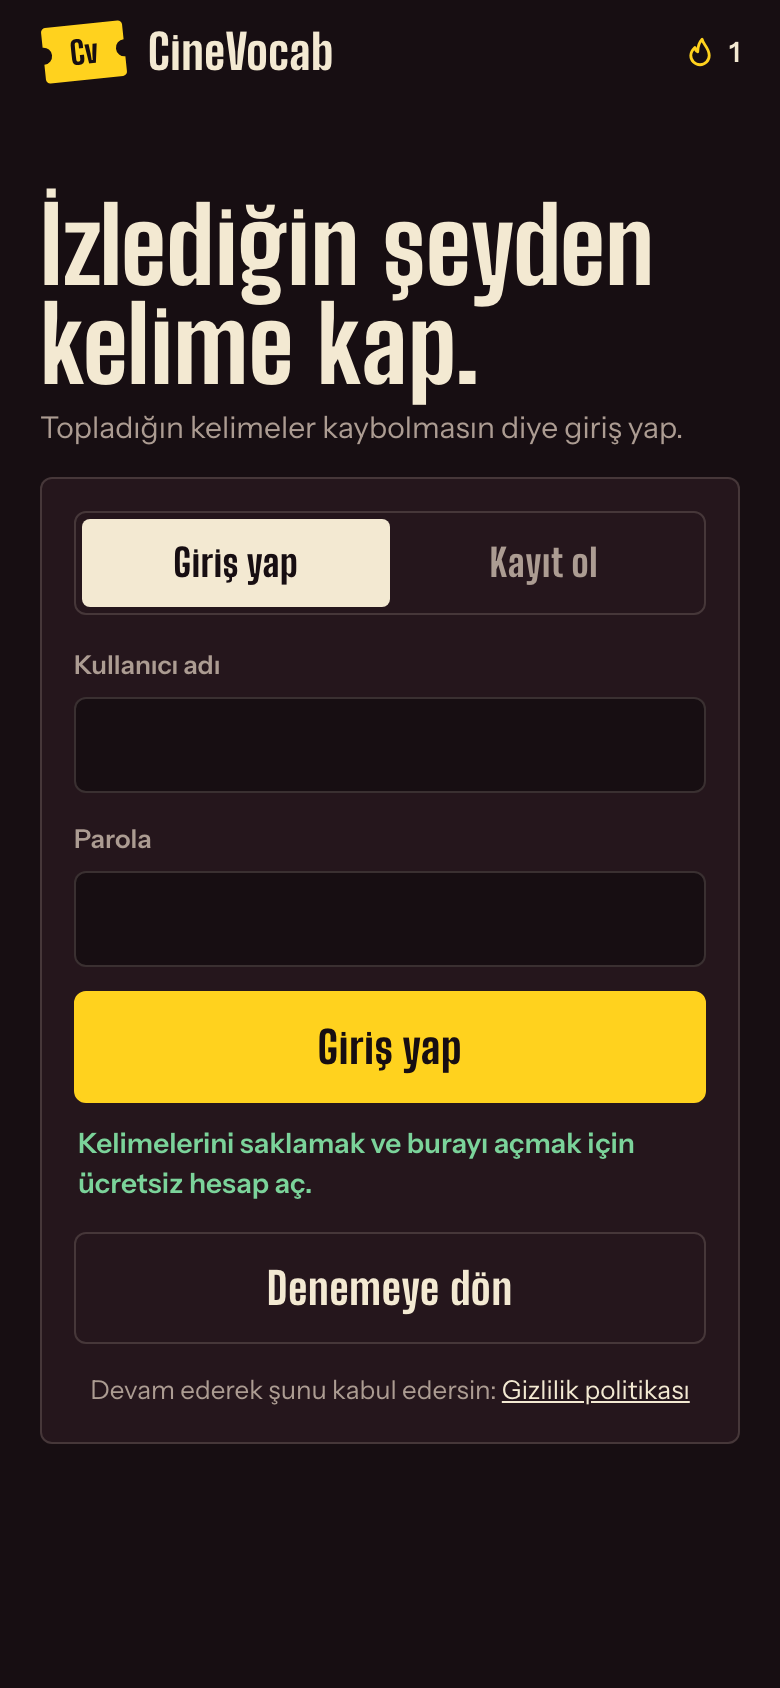 Cv CineVocab 1
İzlediğin şeyden
kelime kap.
Topladığın kelimeler kaybolmasın diye giriş yap.
Giriş yap Kayıt ol
Kullanıcı adı
Parola
Giriş yap
Kelimelerini saklamak ve burayı açmak için
ücretsiz hesap aç.
Denemeye dön
Devam ederek şunu kabul edersin: Gizlilik politikası